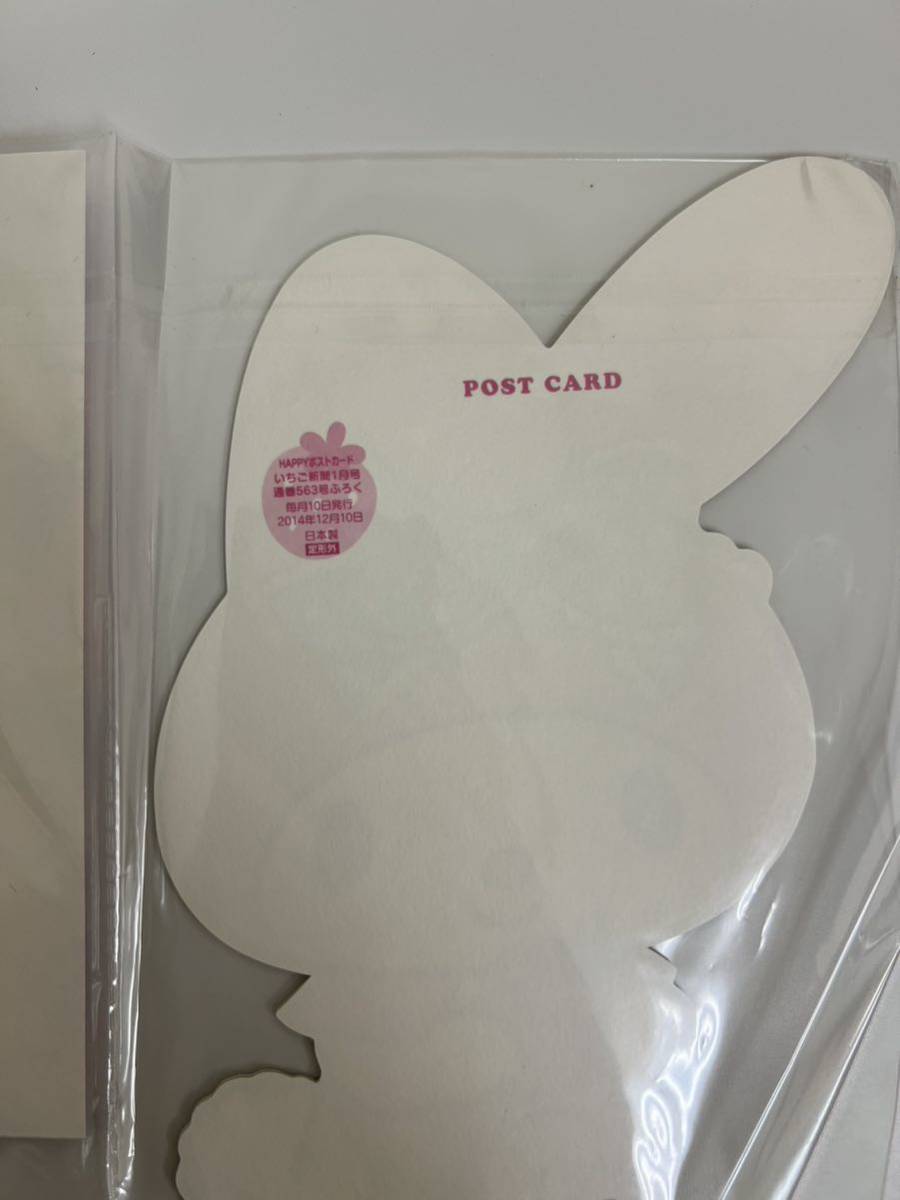 POST CARD
HAPPYポストカード
いちご新聞1月号
通巻563号ふろく
毎月10日発行
2014年12月10日
日本製
定形外